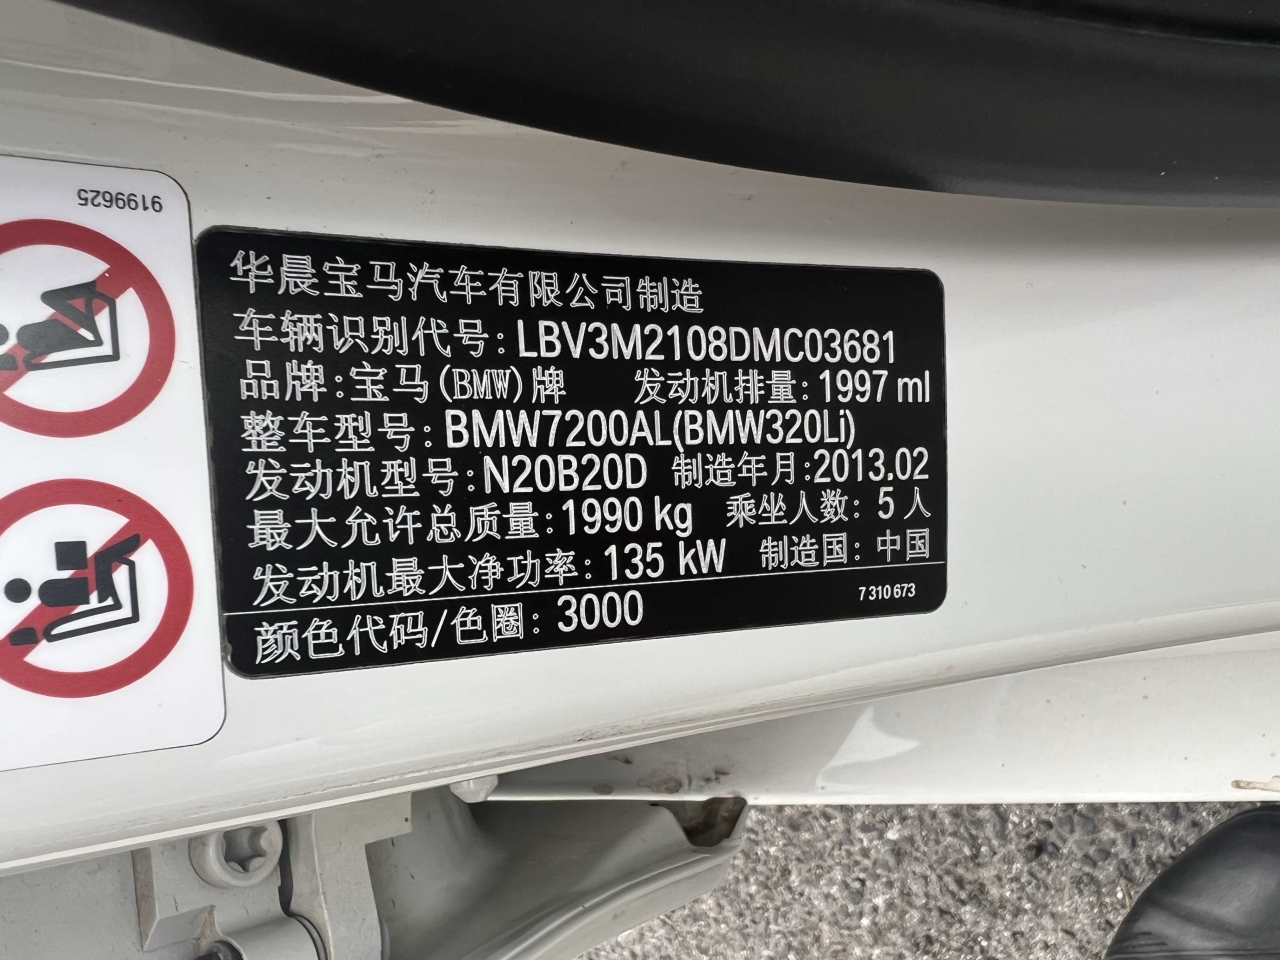 9199625
华晨宝马汽车有限公司制造
车辆识别代号: LBV3M2108DMC03681
品牌:宝马(BMW)牌 发动机排量: 1997 ml
整车型号: BMW7200AL(BMW320Li)
发动机型号: N20B20D 制造年月:2013.02
最大允许总质量:1990 kg 乘坐人数: 5人
发动机最大净功率: 135 kW 制造国: 中国
7 310 673
颜色代码/色圈: 3000